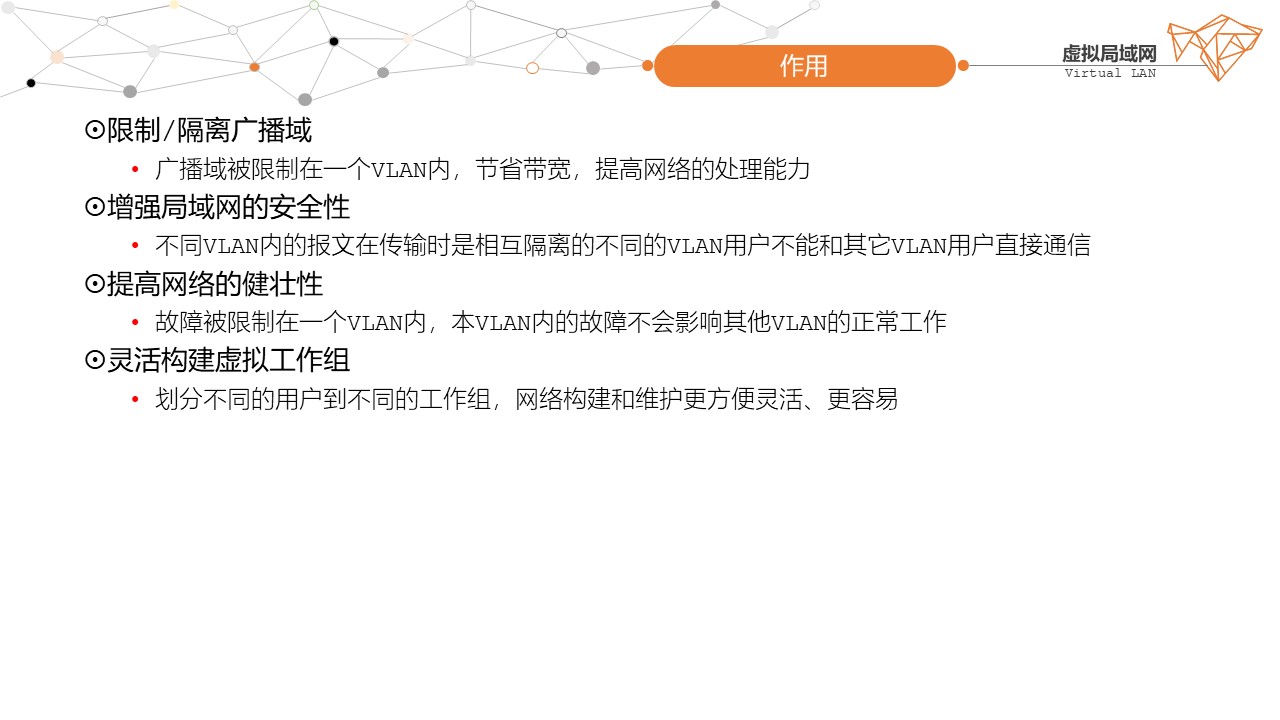 作用
虚拟局域网
Virtual LAN
⊙限制/隔离广播域
• 广播域被限制在一个VLAN内，节省带宽，提高网络的处理能力
⊙增强局域网的安全性
• 不同VLAN内的报文在传输时是相互隔离的不同的VLAN用户不能和其它VLAN用户直接通信
⊙提高网络的健壮性
• 故障被限制在一个VLAN内，本VLAN内的故障不会影响其他VLAN的正常工作
⊙灵活构建虚拟工作组
• 划分不同的用户到不同的工作组，网络构建和维护更方便灵活、更容易